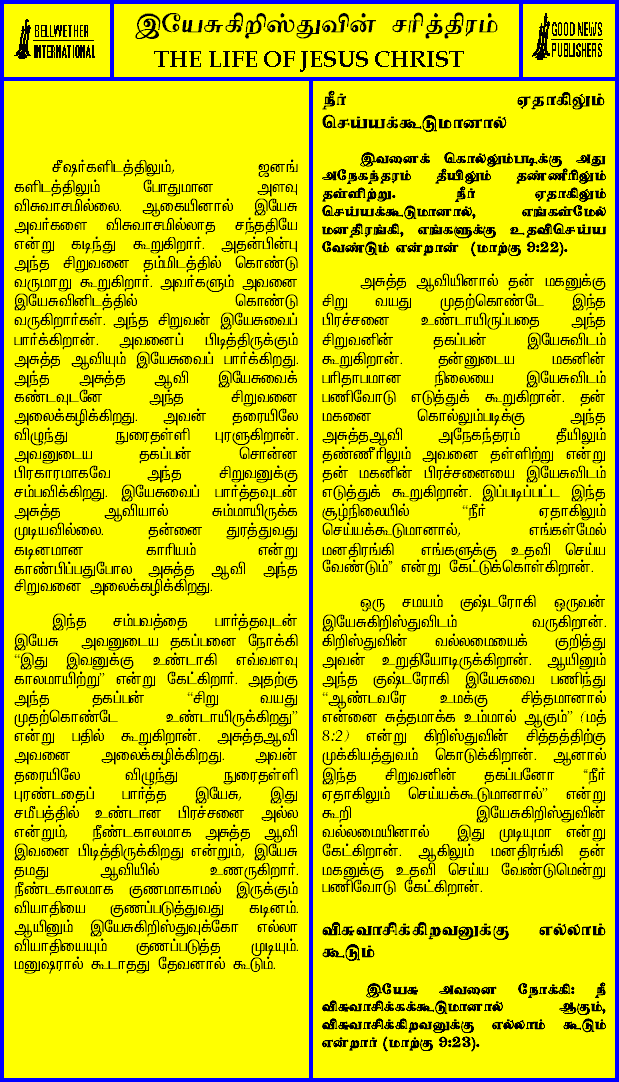 BELLWETHER
INTERNATIONAL
இயேசுகிறிஸ்துவின் சரித்திரம்
THE LIFE OF JESUS CHRIST
GOOD NEWS
PUBLISHERS
சீஷர்களிடத்திலும், ஜனங்
களிடத்திலும் போதுமான அளவு
விசுவாசமில்லை. ஆகையினால் இயேசு
அவர்களை விசுவாசமில்லாத சந்ததியே
என்று கடிந்து கூறுகிறார். அதன்பின்பு
அந்த சிறுவனை தம்மிடத்தில் கொண்டு
வருமாறு கூறுகிறார். அவர்களும் அவனை
இயேசுவினிடத்தில் கொண்டு
வருகிறார்கள். அந்த சிறுவன் இயேசுவைப்
பார்க்கிறான். அவனைப் பிடித்திருக்கும்
அசுத்த ஆவியும் இயேசுவைப் பார்க்கிறது.
அந்த அசுத்த ஆவி இயேசுவைக்
கண்டவுடனே அந்த சிறுவனை
அலைக்கழிக்கிறது. அவன் தரையிலே
விழுந்து நுரைதள்ளி புரளுகிறான்.
அவனுடைய தகப்பன் சொன்ன
பிரகாரமாகவே அந்த சிறுவனுக்கு
சம்பவிக்கிறது. இயேசுவைப் பார்த்தவுடன்
அசுத்த ஆவியால் சும்மாயிருக்க
முடியவில்லை. தன்னை துரத்துவது
கடினமான காரியம் என்று
காண்பிப்பதுபோல அசுத்த ஆவி அந்த
சிறுவனை அலைக்கழிக்கிறது.
இந்த சம்பவத்தை பார்த்தவுடன்
இயேசு அவனுடைய தகப்பனை நோக்கி
“இது இவனுக்கு உண்டாகி எவ்வளவு
காலமாயிற்று” என்று கேட்கிறார். அதற்கு
அந்த தகப்பன் “சிறு வயது
முதற்கொண்டே உண்டாயிருக்கிறது”
என்று பதில் கூறுகிறான். அசுத்தஆவி
அவனை அலைக்கழிக்கிறது. அவன்
தரையிலே விழுந்து நுரைதள்ளி
புரண்டதைப் பார்த்த இயேசு, இது
சமீபத்தில் உண்டான பிரச்சனை அல்ல
என்றும், நீண்டகாலமாக அசுத்த ஆவி
இவனை பிடித்திருக்கிறது என்றும், இயேசு
தமது ஆவியில் உணருகிறார்.
நீண்டகாலமாக குணமாகாமல் இருக்கும்
வியாதியை குணப்படுத்துவது கடினம்.
ஆயினும் இயேசுகிறிஸ்துவுக்கோ எல்லா
வியாதியையும் குணப்படுத்த முடியும்.
மனுஷரால் கூடாதது தேவனால் கூடும்.
நீர் ஏதாகிலும்
செய்யக்கூடுமானால்
இவனைக் கொல்லும்படிக்கு அது
அநேகந்தரம் தீயிலும் தண்ணீரிலும்
தள்ளிற்று. நீர் ஏதாகிலும்
செய்யக்கூடுமானால், எங்கள்மேல்
மனதிரங்கி, எங்களுக்கு உதவிசெய்ய
வேண்டும் என்றான் (மாற்கு 9:22).
அசுத்த ஆவியினால் தன் மகனுக்கு
சிறு வயது முதற்கொண்டே இந்த
பிரச்சனை உண்டாயிருப்பதை அந்த
சிறுவனின் தகப்பன் இயேசுவிடம்
கூறுகிறான். தன்னுடைய மகனின்
பரிதாபமான நிலையை இயேசுவிடம்
பணிவோடு எடுத்துக் கூறுகிறான். தன்
மகனை கொல்லும்படிக்கு அந்த
அசுத்தஆவி அநேகந்தரம் தீயிலும்
தண்ணீரிலும் அவனை தள்ளிற்று என்று
தன் மகனின் பிரச்சனையை இயேசுவிடம்
எடுத்துக் கூறுகிறான். இப்படிப்பட்ட இந்த
சூழ்நிலையில் “நீர் ஏதாகிலும்
செய்யக்கூடுமானால், எங்கள்மேல்
மனதிரங்கி எங்களுக்கு உதவி செய்ய
வேண்டும்” என்று கேட்டுக்கொள்கிறான்.
ஒரு சமயம் குஷ்டரோகி ஒருவன்
இயேசுகிறிஸ்துவிடம் வருகிறான்.
கிறிஸ்துவின் வல்லமையைக் குறித்து
அவன் உறுதியோடிருக்கிறான். ஆயினும்
அந்த குஷ்டரோகி இயேசுவை பணிந்து
“ஆண்டவரே உமக்கு சித்தமானால்
என்னை சுத்தமாக்க உம்மால் ஆகும்” (மத்
8:2) என்று கிறிஸ்துவின் சித்தத்திற்கு
முக்கியத்துவம் கொடுக்கிறான். ஆனால்
இந்த சிறுவனின் தகப்பனோ “நீர்
ஏதாகிலும் செய்யக்கூடுமானால்” என்று
கூறி இயேசுகிறிஸ்துவின்
வல்லமையினால் இது முடியுமா என்று
கேட்கிறான். ஆகிலும் மனதிரங்கி தன்
மகனுக்கு உதவி செய்ய வேண்டுமென்று
பணிவோடு கேட்கிறான்.
விசுவாசிக்கிறவனுக்கு எல்லாம்
கூடும்
இயேசு அவனை நோக்கி: நீ
விசுவாசிக்கக்கூடுமானால் ஆகும்,
விசுவாசிக்கிறவனுக்கு எல்லாம் கூடும்
என்றார் (மாற்கு 9:23).